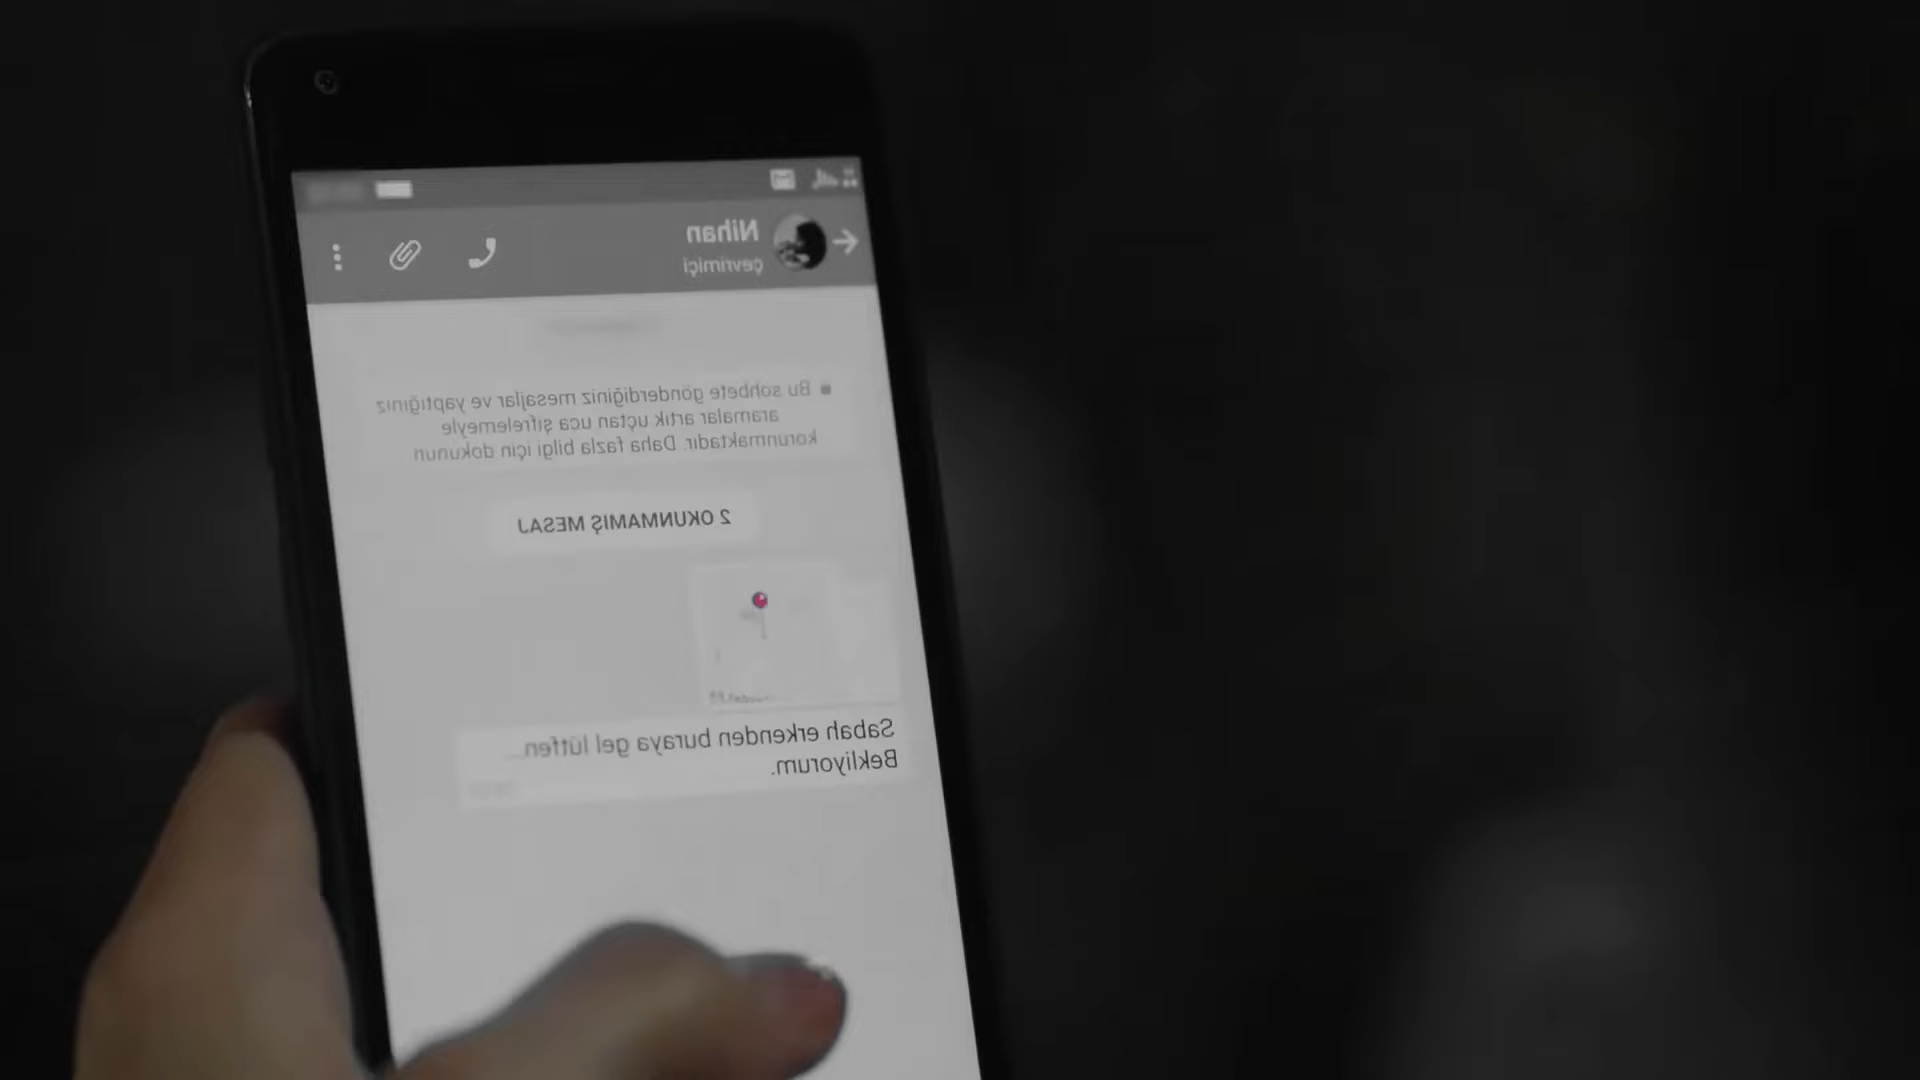 Nihan
çevrimiçi
Bu sohbete gönderdiğiniz mesajlar ve yaptığınız
aramalar artık uçtan uca şifrelemeyle
korunmaktadır. Daha fazla bilgi için dokunun
2 OKUNMAMIŞ MESAJ
Sabah erkenden buraya gel lütfen...
Bekliyorum.